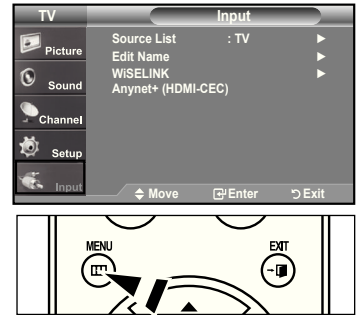 TV
Input
Picture
Sound
Channel
Setup
Input
Source List : TV
Edit Name
WiSELINK
Anynet+ (HDMI-CEC)
Move Enter Exit
MENU
EXIT